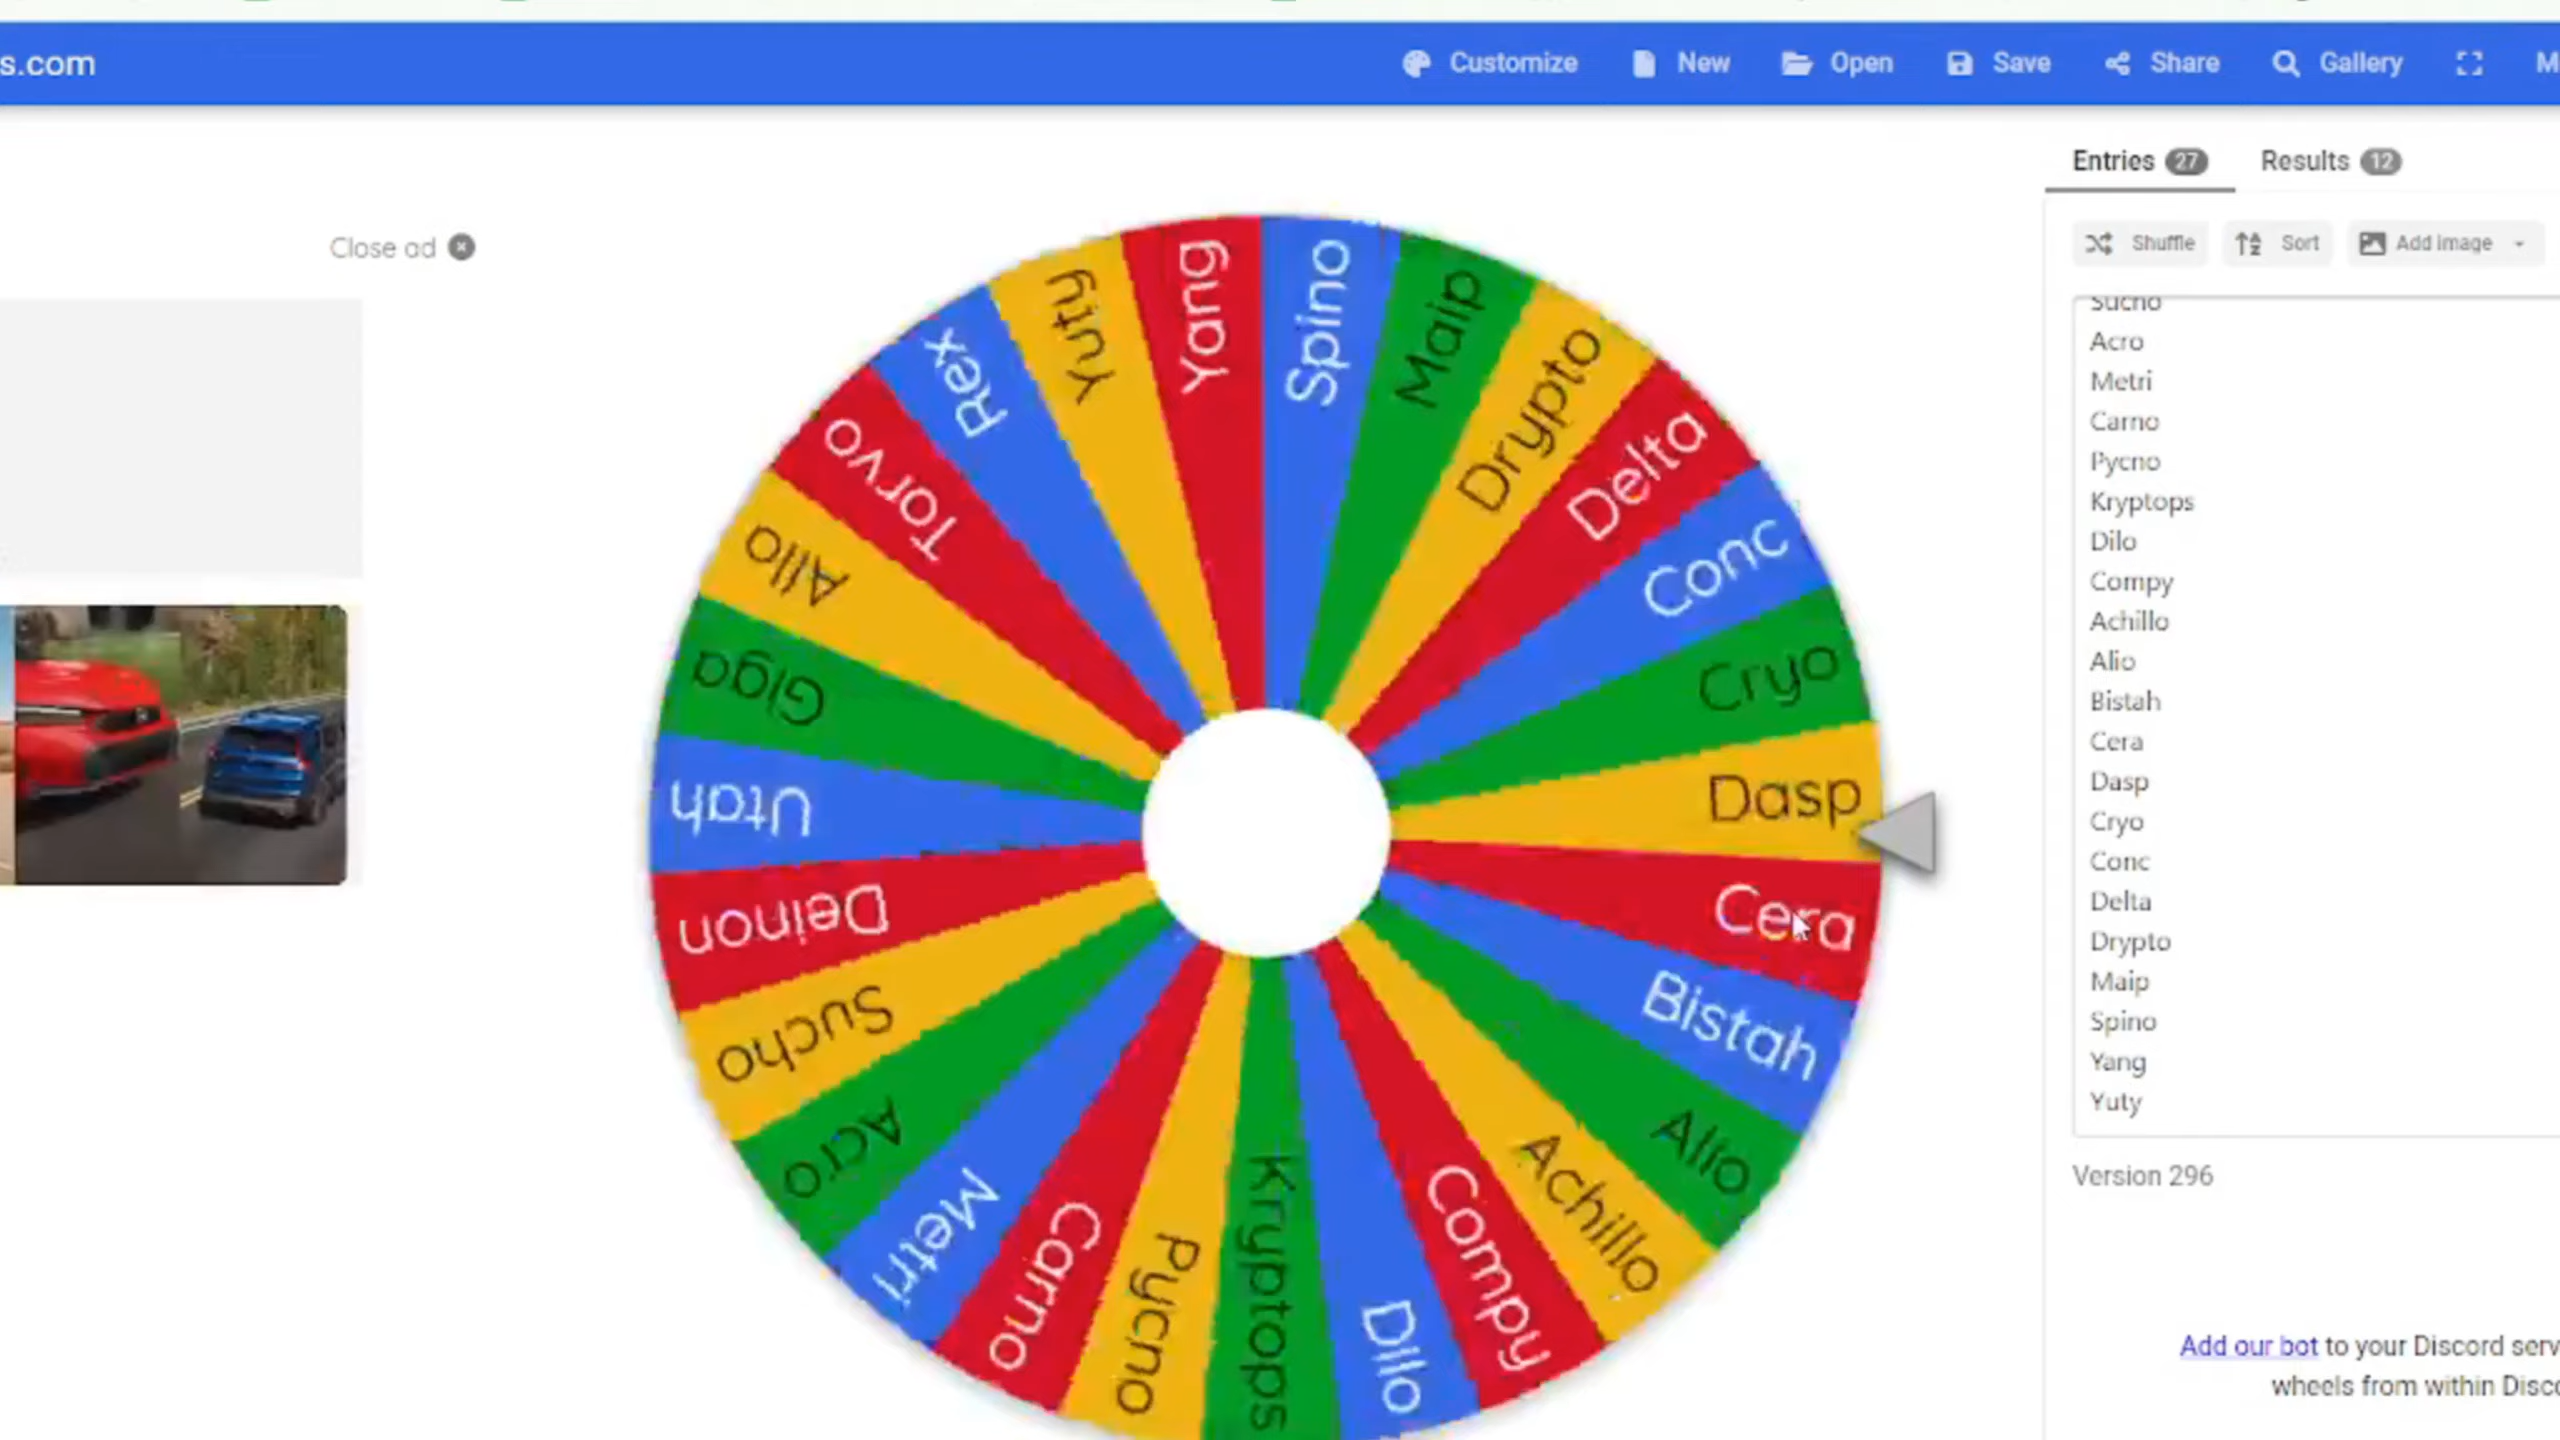 s.com
Customize
New
Open
Save
Share
Gallery
Close ad
Entries 27
Results 12
Shuffle
Sort
Add image
Sucho
Acro
Metri
Carno
Pycno
Kryptops
Dilo
Compy
Achillo
Alio
Bistah
Cera
Dasp
Cryo
Conc
Delta
Drypto
Maip
Spino
Yang
Yuty
Version 296
Add our bot to your Discord serv
wheels from within Disc
Spino
Maip
Drypto
Delta
Conc
Cryo
Dasp
Cera
Bistah
Alio
Achillo
Compy
Dilo
Kryptops
Pycno
Carno
Metri
Acro
Sucho
Deinon
Utah
Giga
Allo
Torvo
Rex
Yuty
Yang